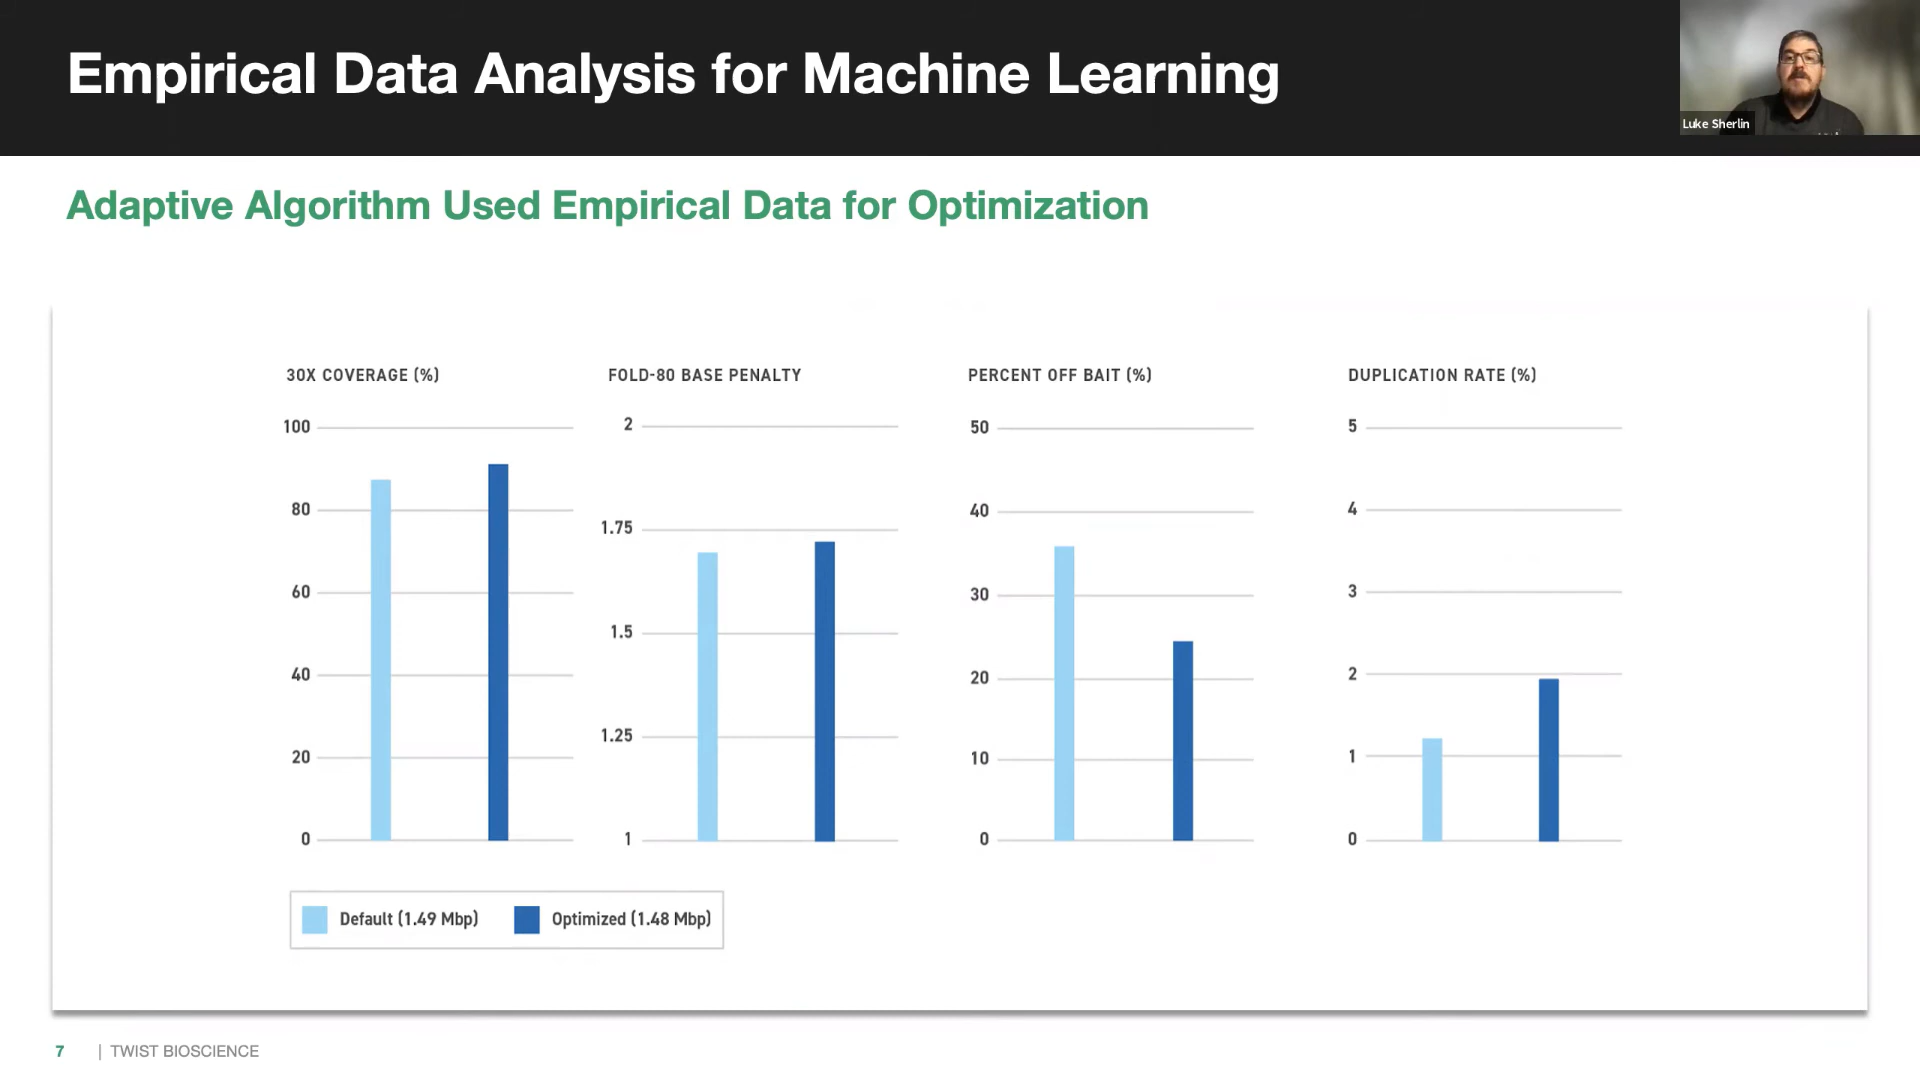 Empirical Data Analysis for Machine Learning
Luke Sherlin
Adaptive Algorithm Used Empirical Data for Optimization
30X COVERAGE (%)
100
80
60
40
20
0
FOLD-80 BASE PENALTY
2
1.75
1.5
1.25
1
PERCENT OFF BAIT (%)
50
40
30
20
10
0
DUPLICATION RATE (%)
5
4
3
2
1
0
Default (1.49 Mbp)
Optimized (1.48 Mbp)
7 | TWIST BIOSCIENCE